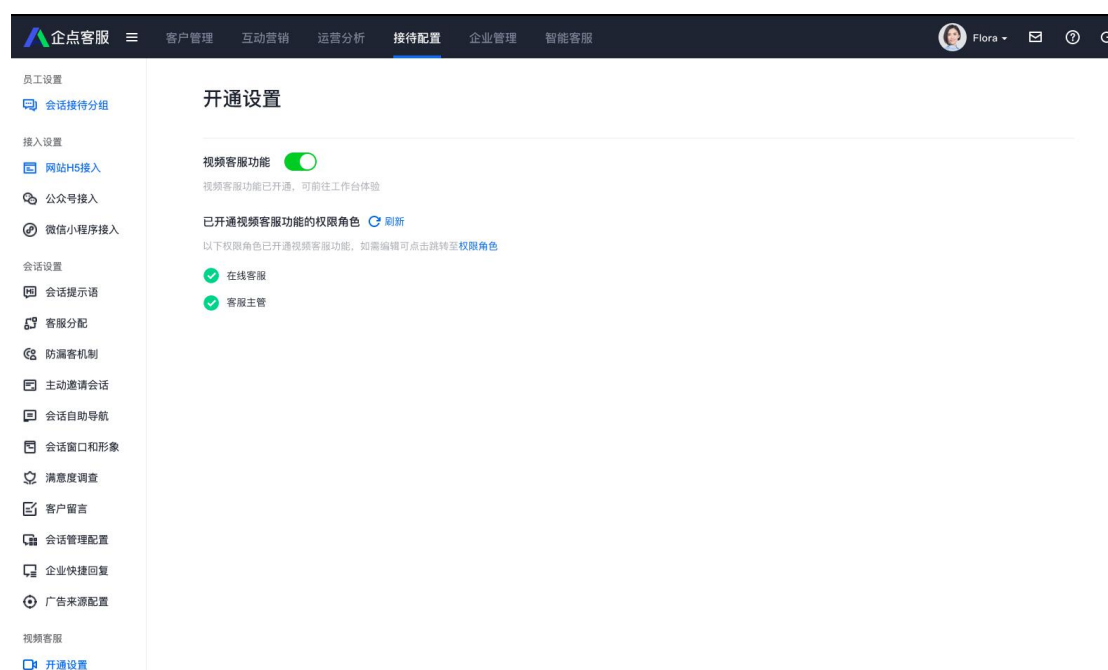 企点客服 客户管理 互动营销 运营分析 接待配置 企业管理 智能客服 Flora
员工设置
会话接待分组
接入设置
网站H5接入
公众号接入
微信小程序接入
会话设置
会话提示语
客服分配
防漏客机制
主动邀请会话
会话自助导航
会话窗口和形象
满意度调查
客户留言
会话管理配置
企业快捷回复
广告来源配置
视频客服
开通设置
开通设置
视频客服功能
视频客服功能已开通，可前往工作台体验
已开通视频客服功能的权限角色 刷新
以下权限角色已开通视频客服功能，如需编辑可点击跳转至权限角色
在线客服
客服主管